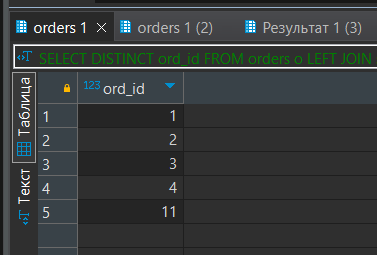 orders 1 orders 1 (2) Результат 1 (3)
SELECT DISTINCT ord_id FROM orders o LEFT JOIN
Таблица
Текст
123 ord_id
1 1
2 2
3 3
4 4
5 11